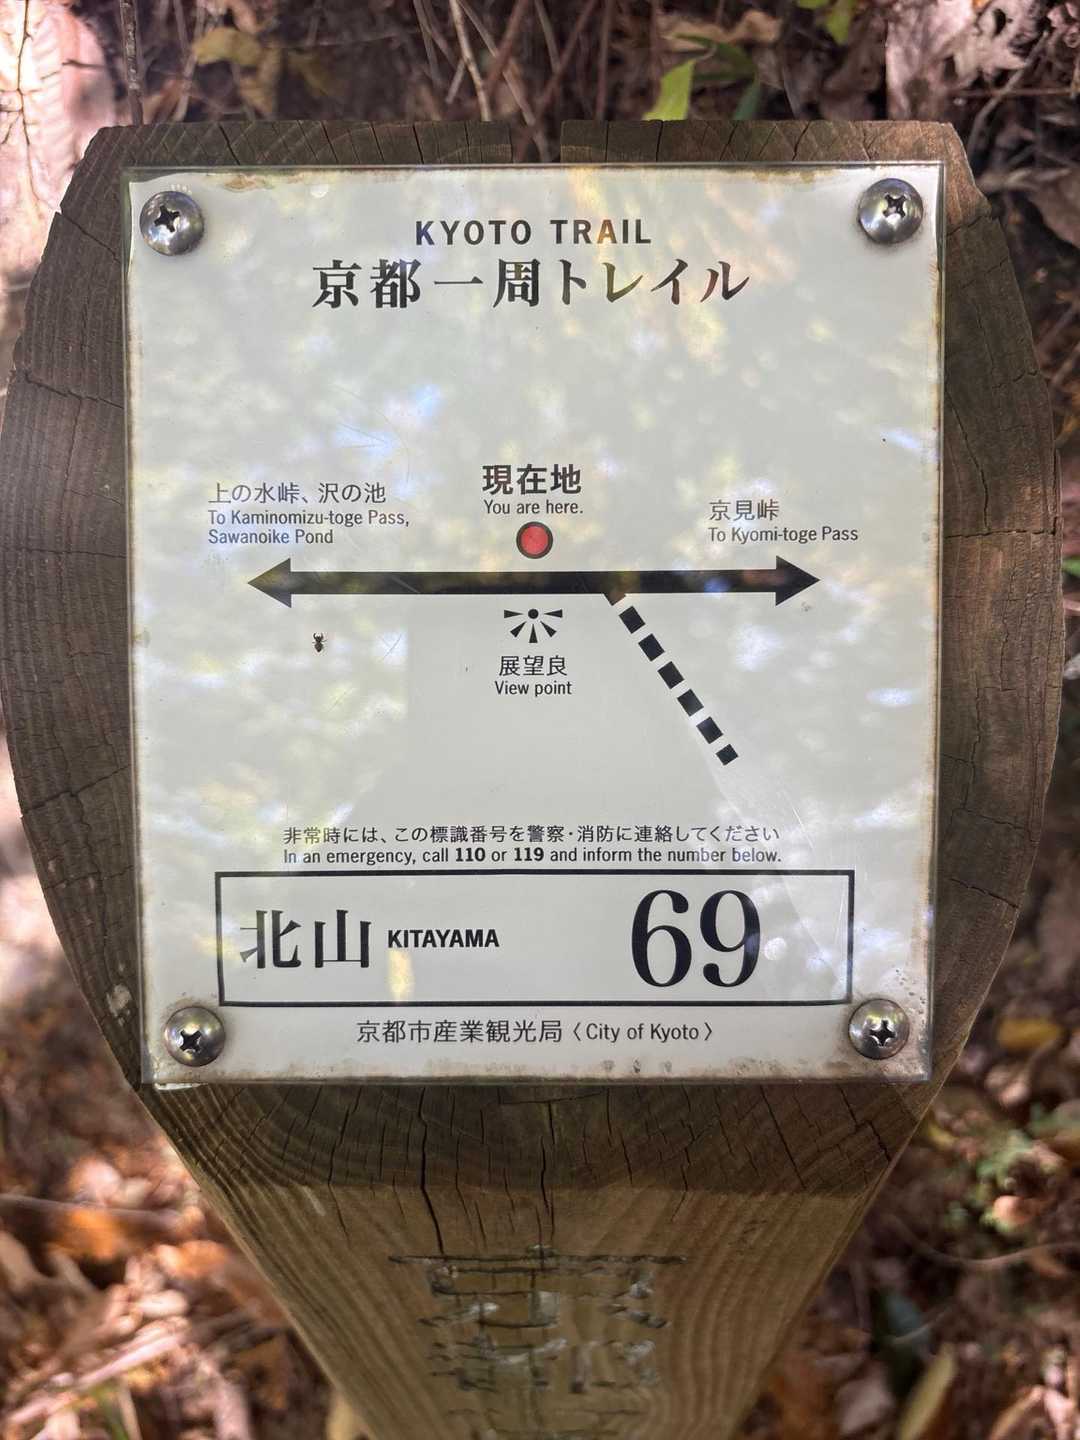 KYOTO TRAIL
京都一周トレイル
現在地
You are here.
上の水峠、沢の池
To Kaminomizu-toge Pass,
Sawanoike Pond
京見峠
To Kyomi-toge Pass
展望良
View point
非常時には、この標識番号を警察・消防に連絡してください
In an emergency, call 110 or 119 and inform the number below.
北山 KITAYAMA 69
京都市産業観光局〈City of Kyoto〉